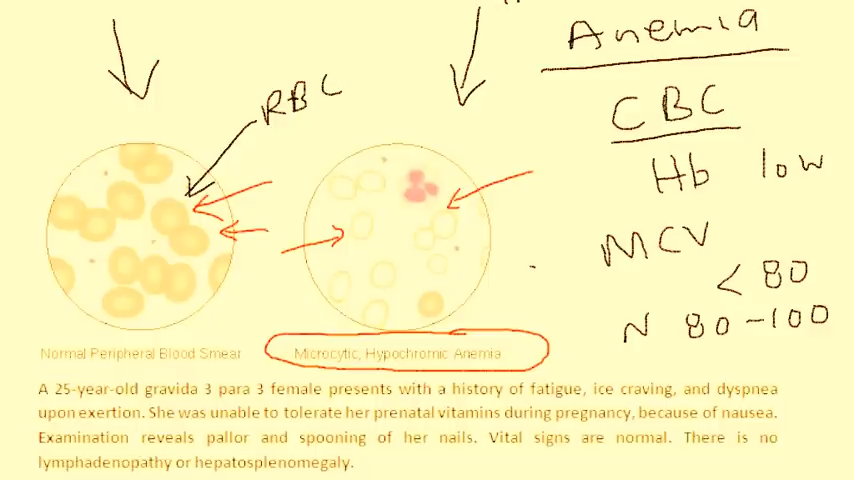 Anemia
RBC
CBC
Hb low
MCV
< 80
N 80-100
Normal Peripheral Blood Smear
Microcytic, Hypochromic Anemia
A 25-year-old gravida 3 para 3 female presents with a history of fatigue, ice craving, and dyspnea
upon exertion. She was unable to tolerate her prenatal vitamins during pregnancy, because of nausea.
Examination reveals pallor and spooning of her nails. Vital signs are normal. There is no
lymphadenopathy or hepatosplenomegaly.